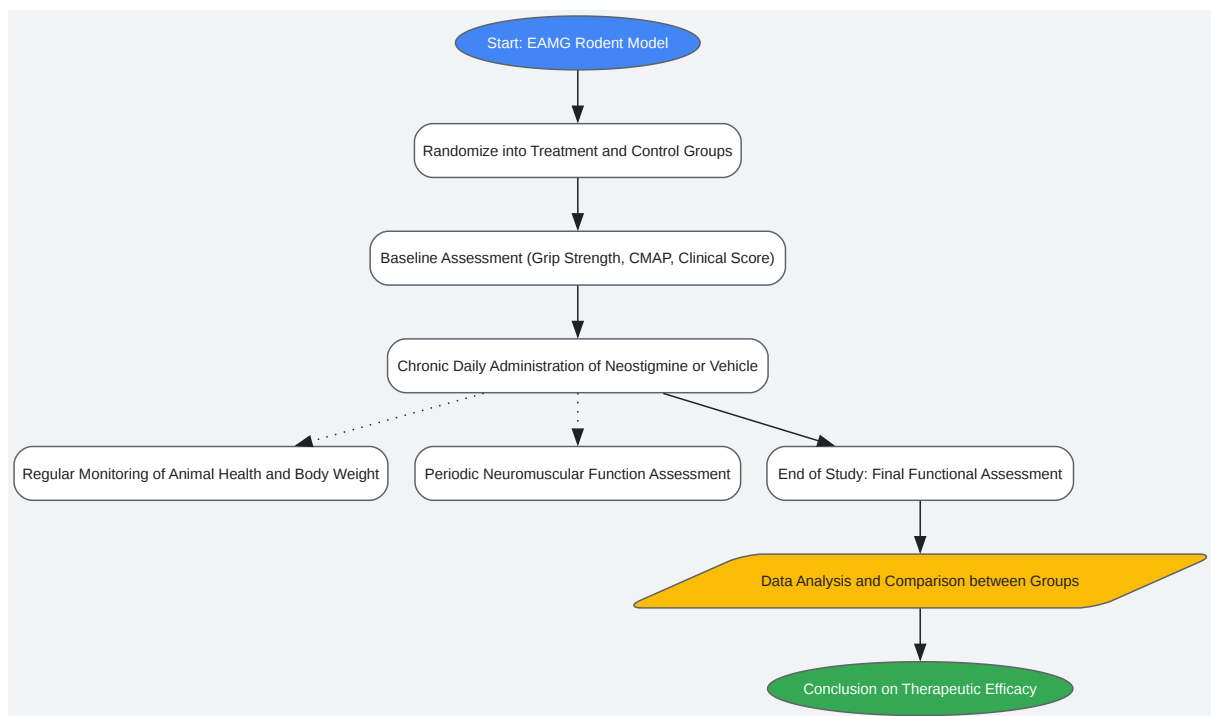 Start: EAMG Rodent Model
Randomize into Treatment and Control Groups
Baseline Assessment (Grip Strength, CMAP, Clinical Score)
Chronic Daily Administration of Neostigmine or Vehicle
Regular Monitoring of Animal Health and Body Weight
Periodic Neuromuscular Function Assessment
End of Study: Final Functional Assessment
Data Analysis and Comparison between Groups
Conclusion on Therapeutic Efficacy